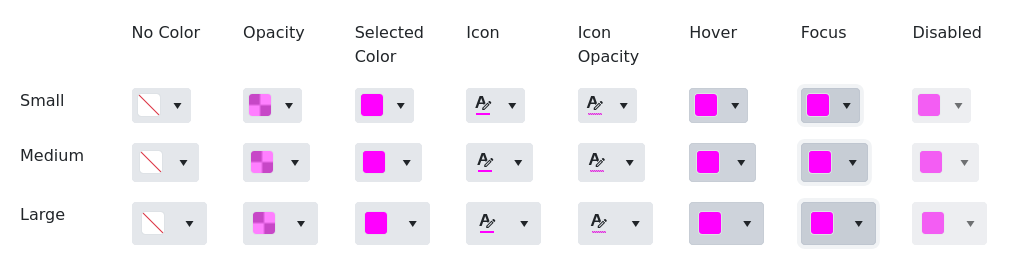 No Color
Opacity
Selected
Color
Icon
Icon
Opacity
Hover
Focus
Disabled
Small
A
A
Medium
A
A
Large
A
A